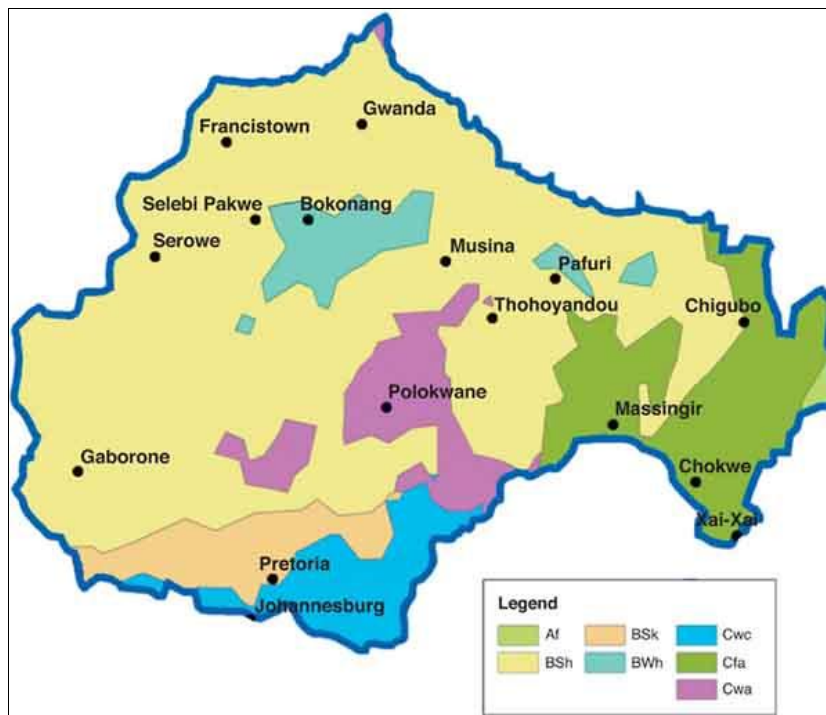 Gwanda
Francistown
Selebi Pakwe
Bokonang
Serowe
Musina
Pafuri
Thohoyandou
Chigubo
Polokwane
Massingir
Gaborone
Chokwe
Xai-Xai
Pretoria
Johannesburg
Legend
Af
BSk
Cwc
BSh
BWh
Cfa
Cwa